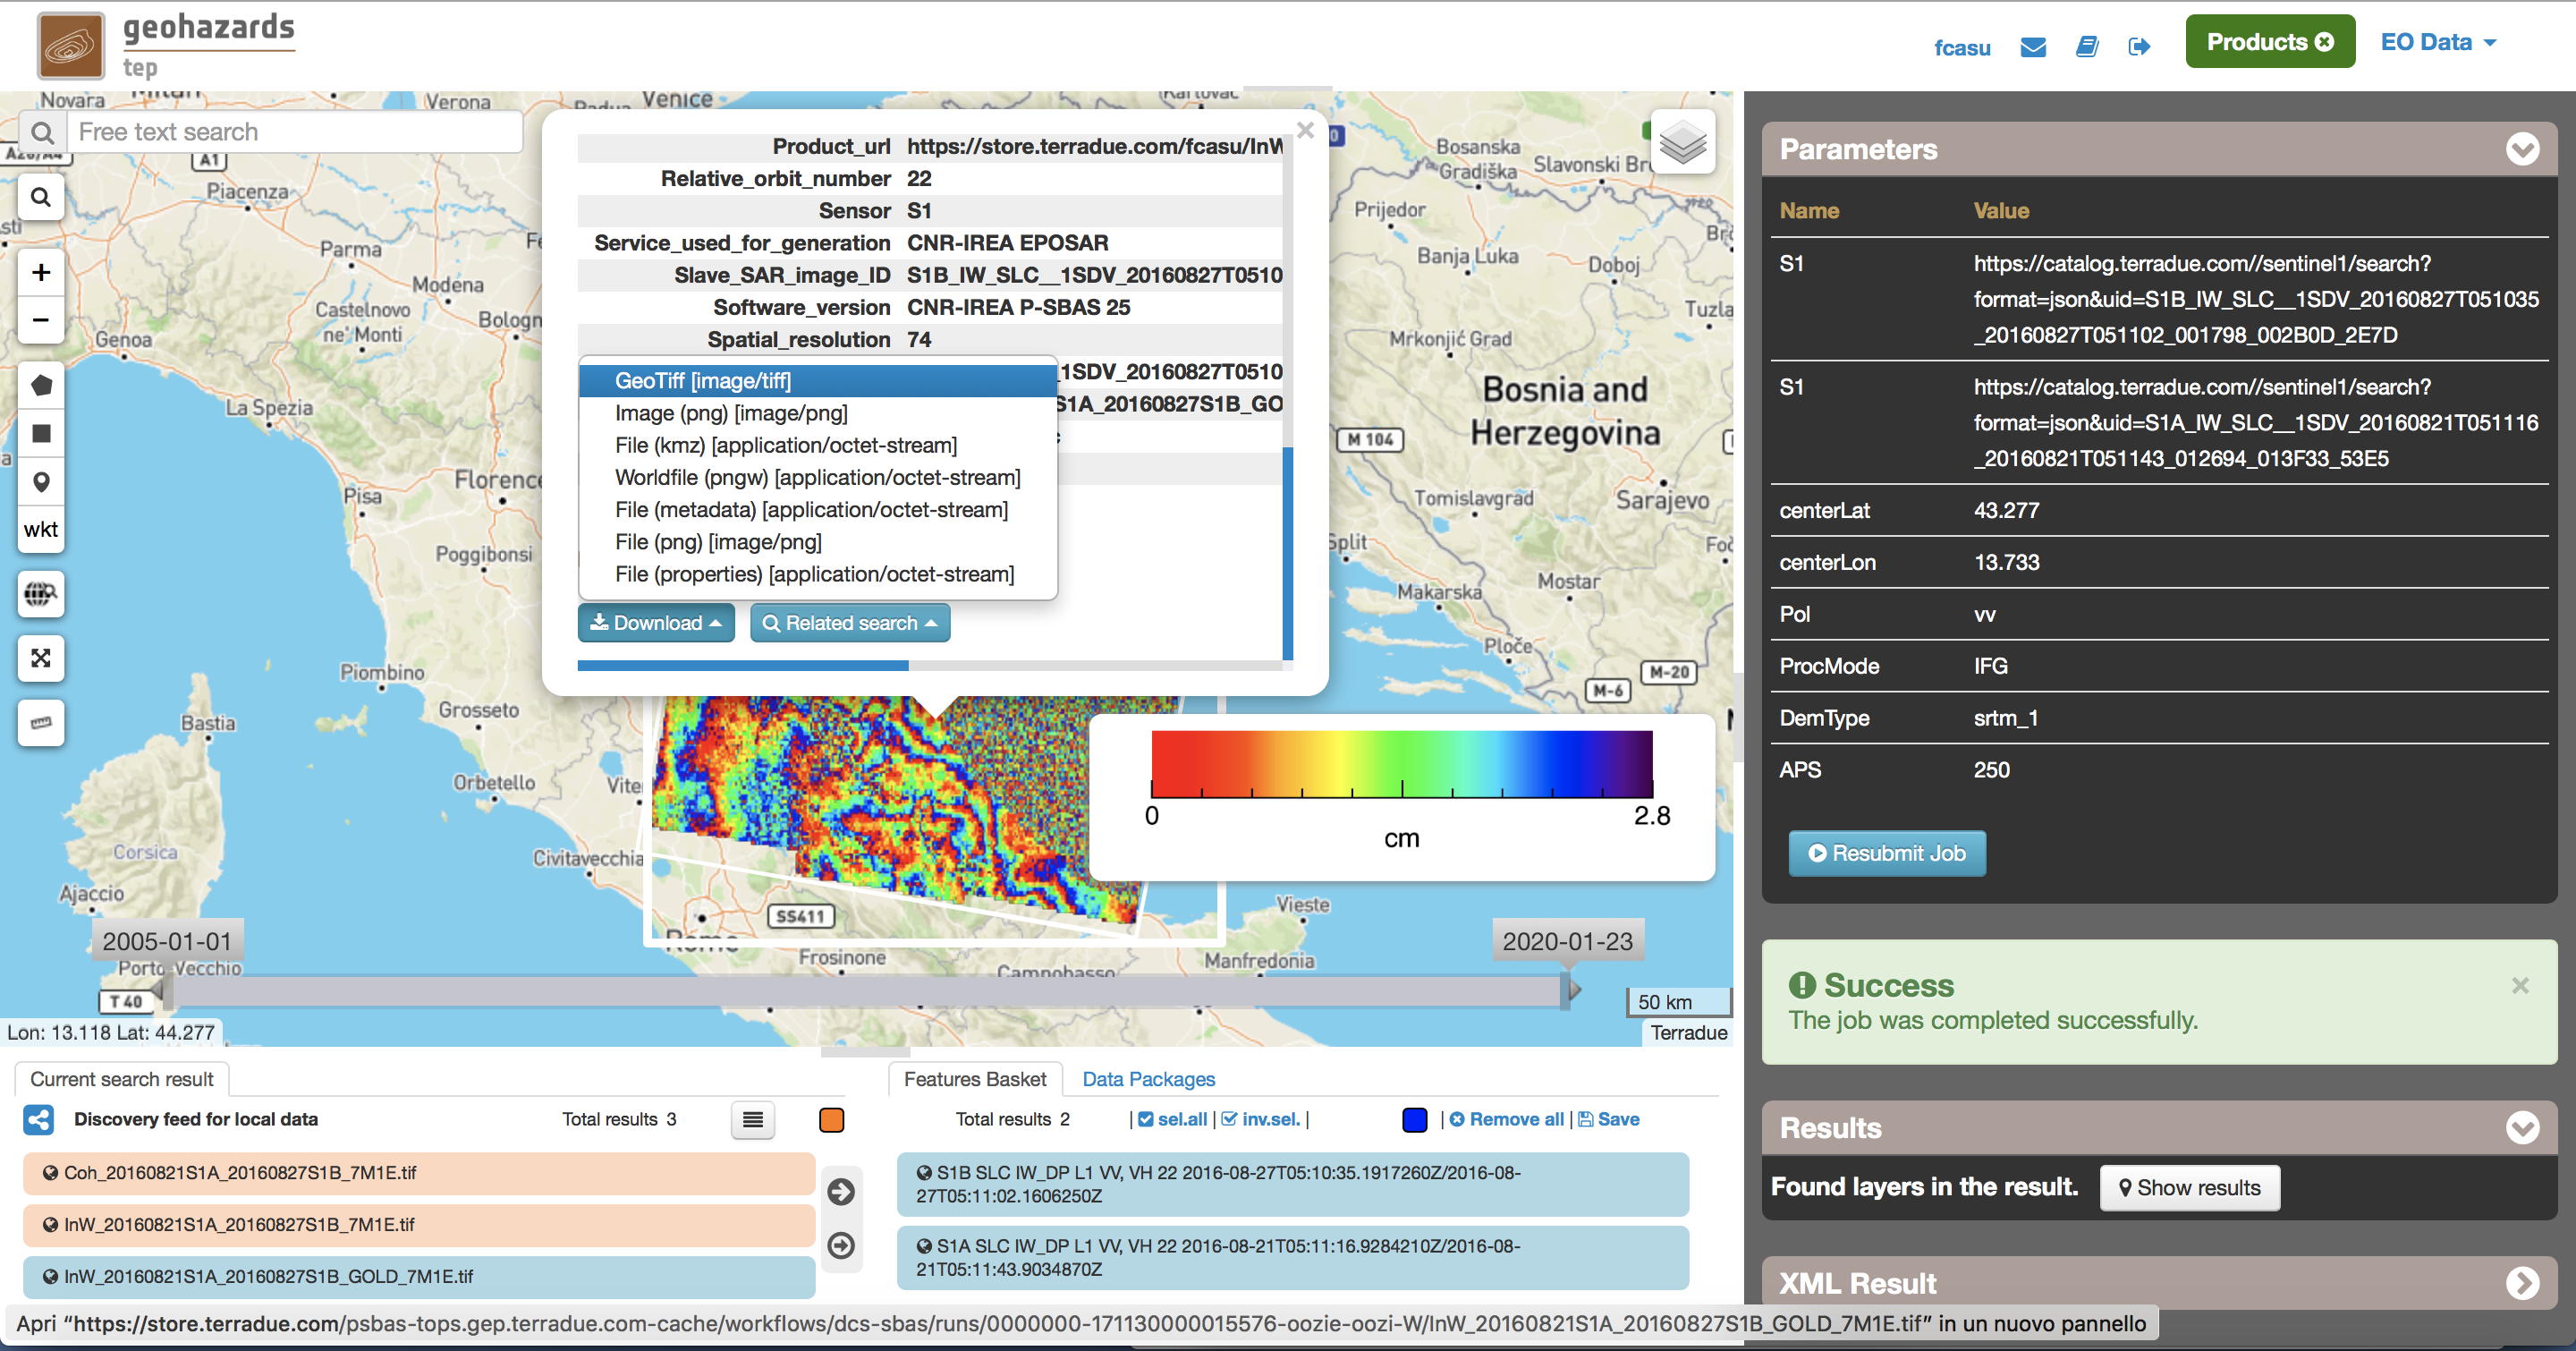 geohazards
tep
fcasu
Products
EO Data
Free text search
Novara
Verona
Venice
Karlovac
A1
Piacenza
Parma
Modena
Castelnovo
ne' Monti
Genoa
La Spezia
Pisa
Poggibonsi
Piombino
Grosseto
Bastia
Orbetello
Civitavecchia
Corsica
Ajaccio
Porto-Vecchio
T 40
SS411
Rome
Frosinone
Campobasso
Vieste
Manfredonia
Bosanska
Gradiška
Prijedor
Banja Luka
Doboj
Mrkonjić Grad
Bosnia and
Herzegovina
M 104
Tomislavgrad
Sarajevo
Split
Mostar
Makarska
Ploče
M-20
M-6
+
−
wkt
Product_url https://store.terradue.com/fcasu/InW
Relative_orbit_number 22
Sensor S1
Service_used_for_generation CNR-IREA EPOSAR
Slave_SAR_image_ID S1B_IW_SLC__1SDV_20160827T0510
Software_version CNR-IREA P-SBAS 25
Spatial_resolution 74
_1SDV_20160827T0510
S1A_20160827S1B_GO
GeoTiff [image/tiff]
Image (png) [image/png]
File (kmz) [application/octet-stream]
Worldfile (pngw) [application/octet-stream]
File (metadata) [application/octet-stream]
File (png) [image/png]
File (properties) [application/octet-stream]
Download
Related search
0
2.8
cm
2005-01-01
2020-01-23
50 km
Lon: 13.118 Lat: 44.277
Terradue
Parameters
Name Value
S1 https://catalog.terradue.com//sentinel1/search?
format=json&uid=S1B_IW_SLC__1SDV_20160827T051035
_20160827T051102_001798_002B0D_2E7D
S1 https://catalog.terradue.com//sentinel1/search?
format=json&uid=S1A_IW_SLC__1SDV_20160821T051116
_20160821T051143_012694_013F33_53E5
centerLat 43.277
centerLon 13.733
Pol vv
ProcMode IFG
DemType srtm_1
APS 250
Resubmit Job
Success
The job was completed successfully.
Results
Found layers in the result. Show results
XML Result
Current search result
Discovery feed for local data Total results 3
Coh_20160821S1A_20160827S1B_7M1E.tif
InW_20160821S1A_20160827S1B_7M1E.tif
InW_20160821S1A_20160827S1B_GOLD_7M1E.tif
Features Basket Data Packages
Total results 2 | sel.all | inv.sel. | | Remove all | Save
S1B SLC IW_DP L1 VV, VH 22 2016-08-27T05:10:35.1917260Z/2016-08-
27T05:11:02.1606250Z
S1A SLC IW_DP L1 VV, VH 22 2016-08-21T05:11:16.9284210Z/2016-08-
21T05:11:43.9034870Z
Apri “https://store.terradue.com/psbas-tops.gep.terradue.com-cache/workflows/dcs-sbas/runs/0000000-171130000015576-oozie-oozi-W/InW_20160821S1A_20160827S1B_GOLD_7M1E.tif” in un nuovo pannello